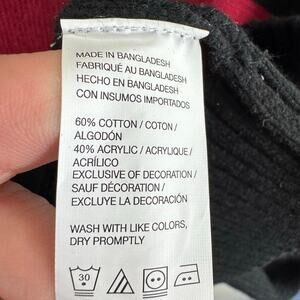 MADE IN BANGLADESH
FABRIQUÉ AU BANGLADESH
HECHO EN BANGLADESH
CON INSUMOS IMPORTADOS
60% COTTON / COTON /
ALGODÓN
40% ACRYLIC / ACRYLIQUE /
ACRÍLICO
EXCLUSIVE OF DECORATION /
SAUF DÉCORATION /
EXCLUYE LA DECORACIÓN
WASH WITH LIKE COLORS,
DRY PROMPTLY
30